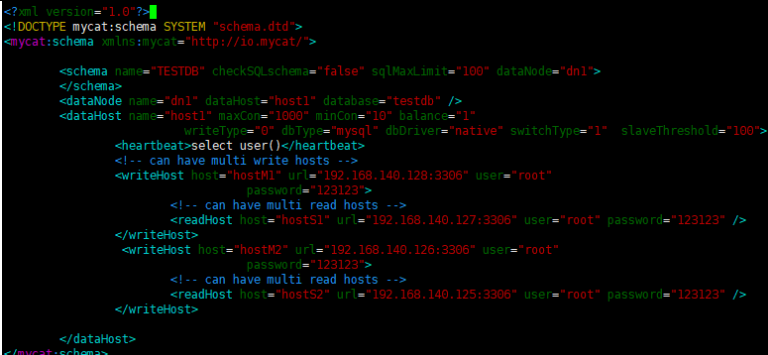 <?xml version="1.0"?>
<!DOCTYPE mycat:schema SYSTEM "schema.dtd">
<mycat:schema xmlns:mycat="http://io.mycat/">
<schema name="TESTDB" checkSQLschema="false" sqlMaxLimit="100" dataNode="dn1">
</schema>
<dataNode name="dn1" dataHost="host1" database="testdb" />
<dataHost name="host1" maxCon="1000" minCon="10" balance="1"
writeType="0" dbType="mysql" dbDriver="native" switchType="1" slaveThreshold="100">
<heartbeat>select user()</heartbeat>
<!-- can have multi write hosts -->
<writeHost host="hostM1" url="192.168.140.128:3306" user="root"
password="123123">
<!-- can have multi read hosts -->
<readHost host="hostS1" url="192.168.140.127:3306" user="root" password="123123" />
</writeHost>
<writeHost host="hostM2" url="192.168.140.126:3306" user="root"
password="123123">
<!-- can have multi read hosts -->
<readHost host="hostS2" url="192.168.140.125:3306" user="root" password="123123" />
</writeHost>
</dataHost>
</mycat:schema>